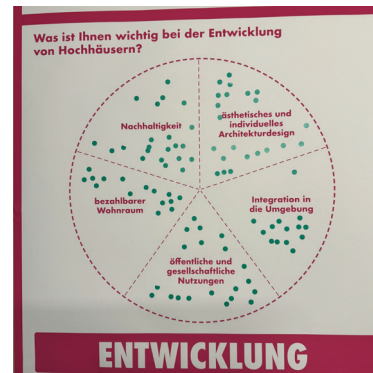 Was ist Ihnen wichtig bei der Entwicklung
von Hochhäusern?
Nachhaltigkeit
ästhetisches und
individuelles
Architekturdesign
bezahlbarer
Wohnraum
Integration in
die Umgebung
öffentliche und
gesellschaftliche
Nutzungen
ENTWICKLUNG